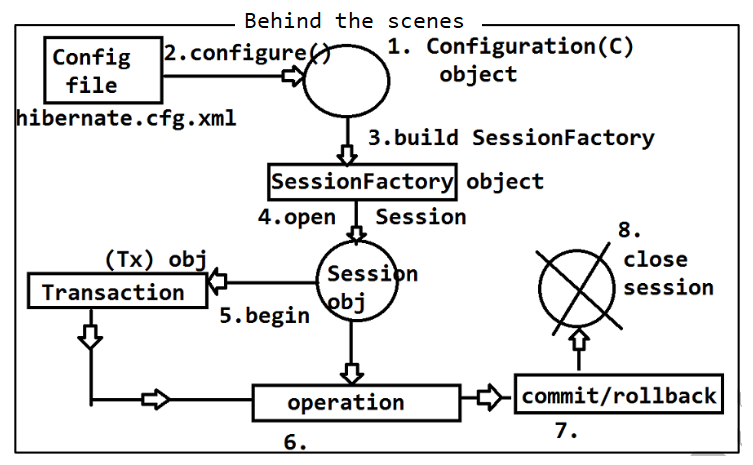 Behind the scenes
Config
file
hibernate.cfg.xml
2.configure()
1. Configuration(C)
object
3.build SessionFactory
SessionFactory object
4.open Session
Session
obj
(Tx) obj
Transaction
5.begin
operation
6.
commit/rollback
7.
8.
close
session